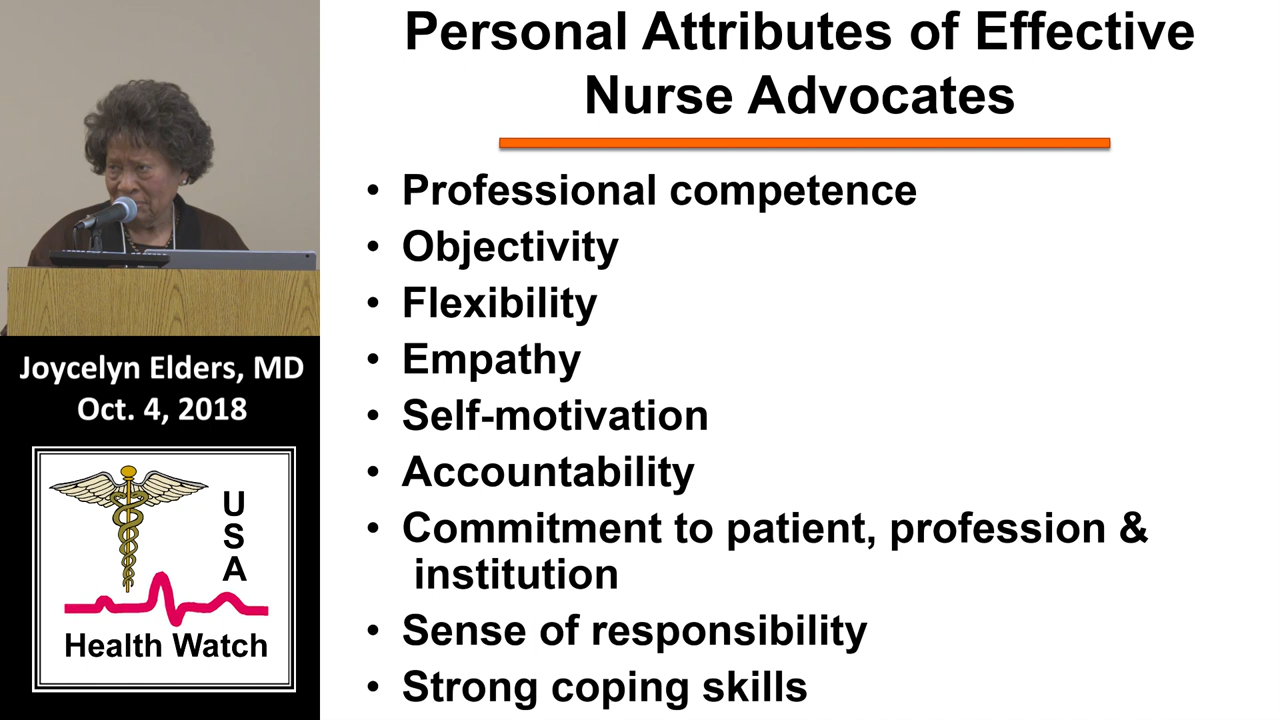 Personal Attributes of Effective
Nurse Advocates
• Professional competence
• Objectivity
• Flexibility
• Empathy
• Self-motivation
• Accountability
• Commitment to patient, profession &
institution
• Sense of responsibility
• Strong coping skills
Joycelyn Elders, MD
Oct. 4, 2018
U
S
A
Health Watch